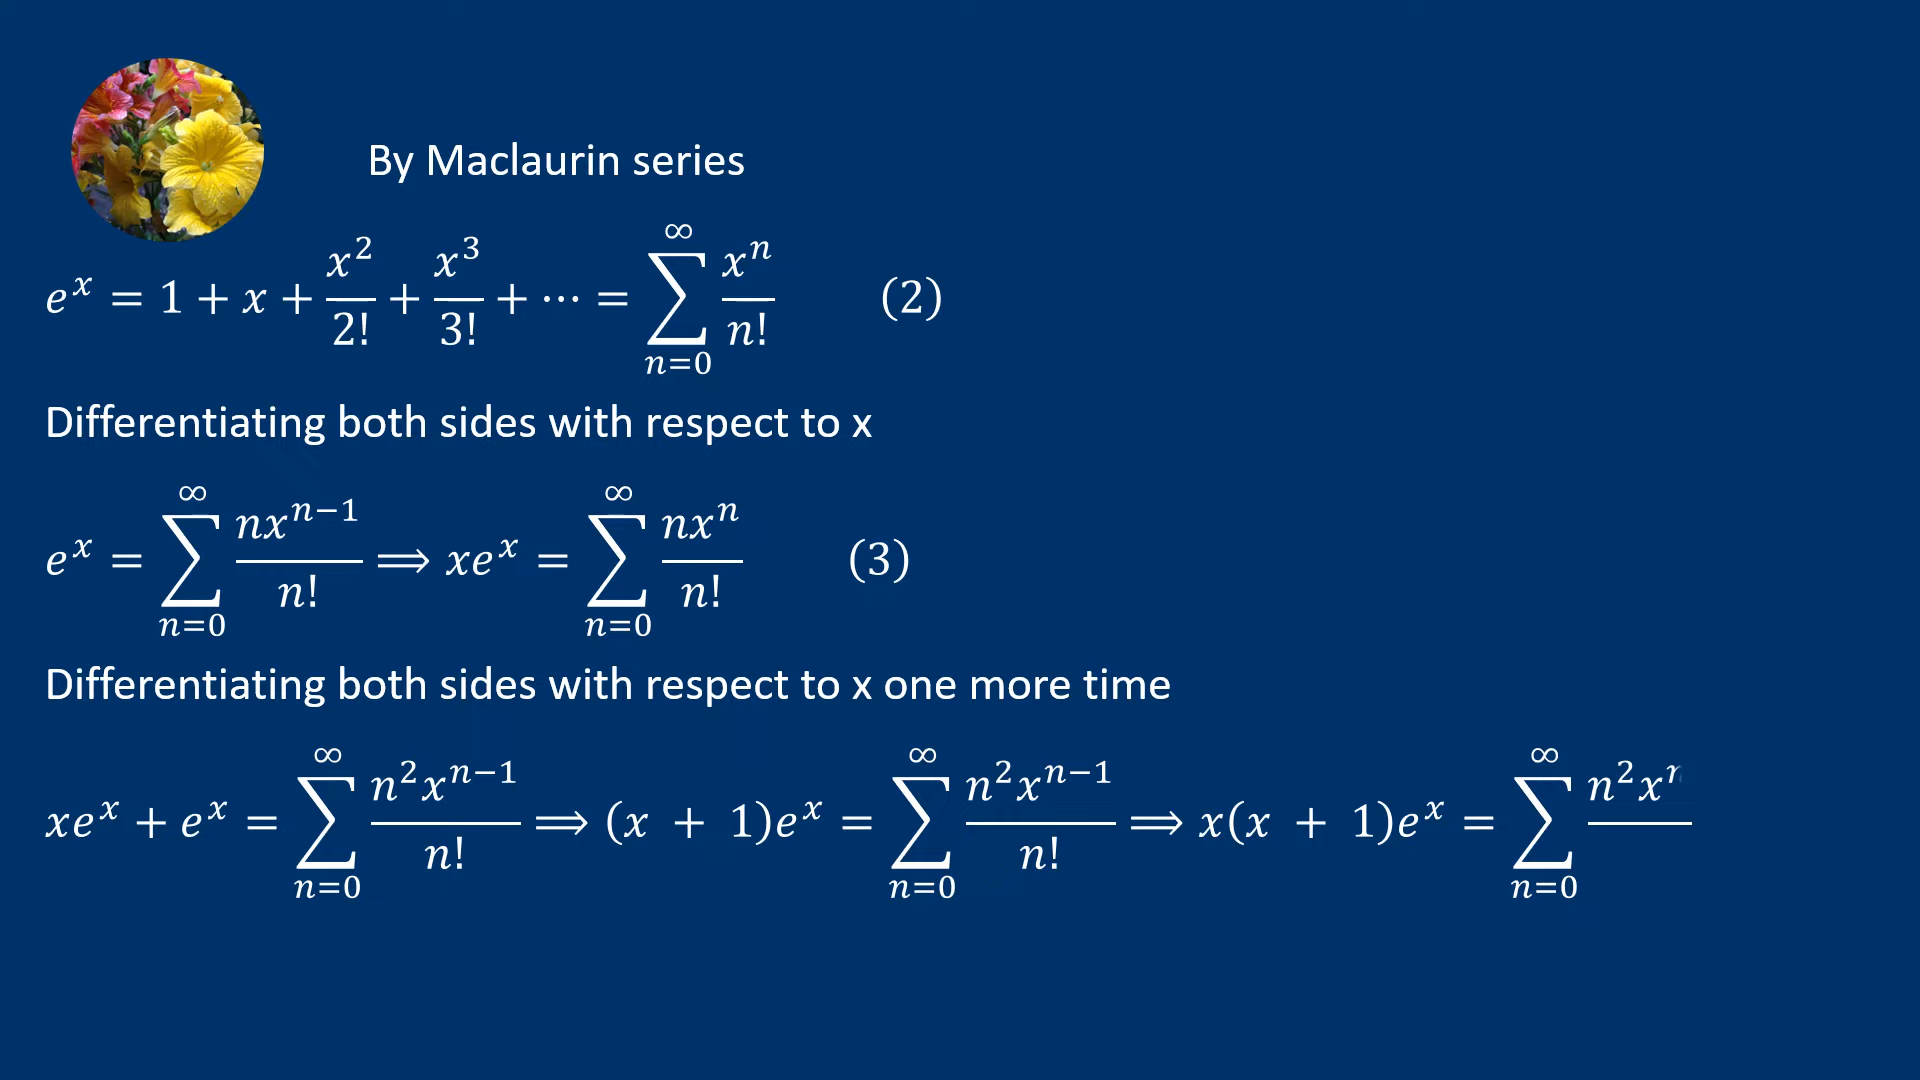 By Maclaurin series
e^x = 1 + x + x^2/2! + x^3/3! + ⋯ = ∑_{n=0}^{∞} x^n/n! (2)
Differentiating both sides with respect to x
e^x = ∑_{n=0}^{∞} nx^{n−1}/n! ⟹ xe^x = ∑_{n=0}^{∞} nx^n/n! (3)
Differentiating both sides with respect to x one more time
xe^x + e^x = ∑_{n=0}^{∞} n^2x^{n−1}/n! ⟹ (x + 1)e^x = ∑_{n=0}^{∞} n^2x^{n−1}/n! ⟹ x(x + 1)e^x = ∑_{n=0}^{∞} n^2x